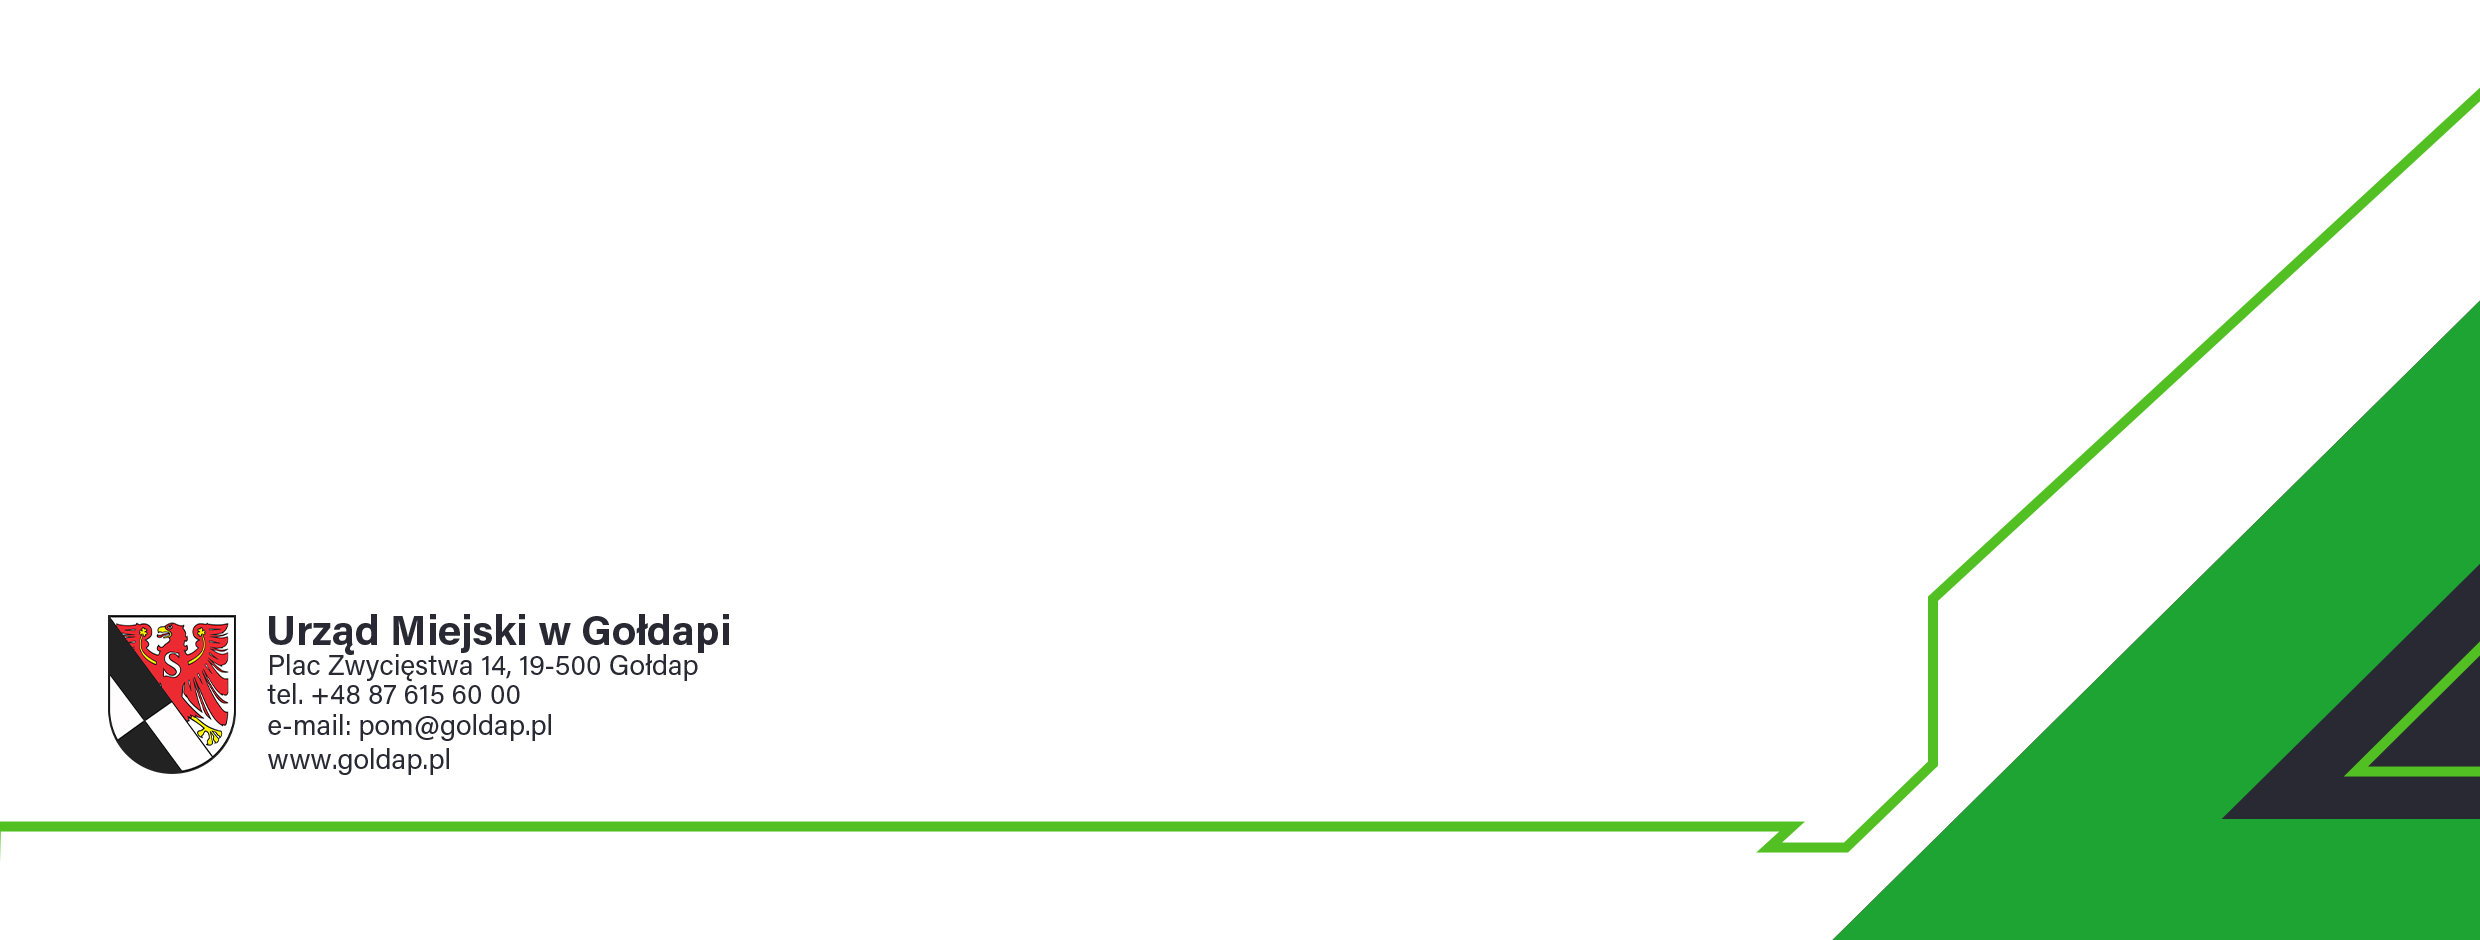 Urząd Miejski w Gołdapi
Plac Zwycięstwa 14, 19-500 Gołdap
tel. +48 87 615 60 00
e-mail: pom@goldap.pl
www.goldap.pl
S